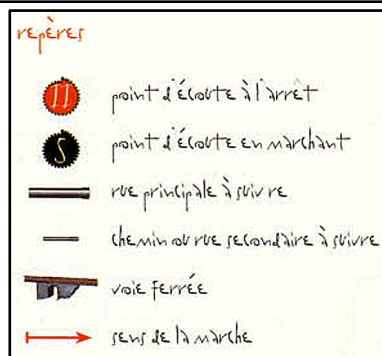 repères
point d'écoute à l'arrêt
point d'écoute en marchant
rue principale à suivre
chemin ou rue secondaire à suivre
voie ferrée
sens de la marche